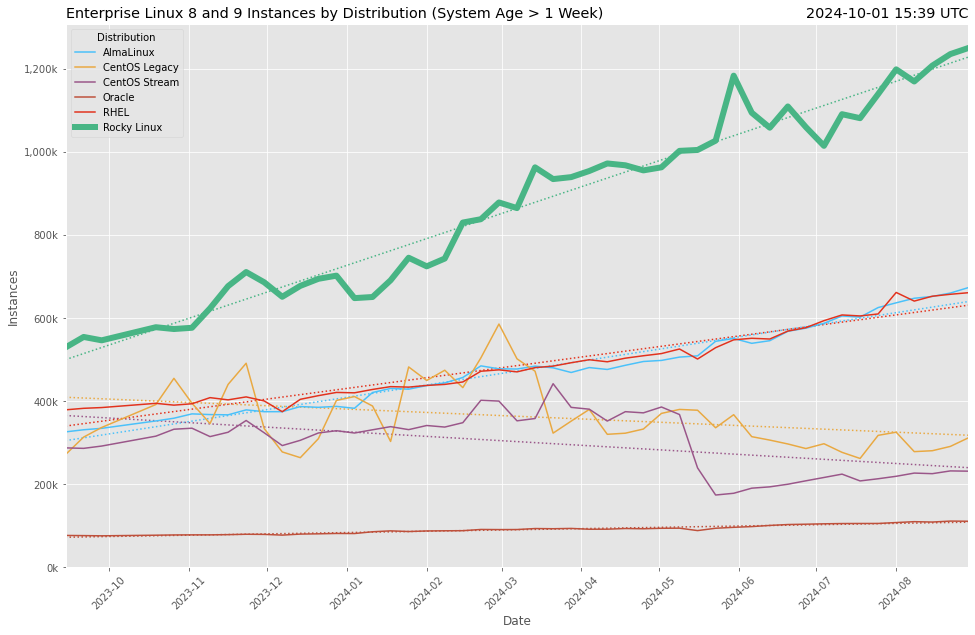 Enterprise Linux 8 and 9 Instances by Distribution (System Age > 1 Week)
2024-10-01 15:39 UTC
Distribution
AlmaLinux
CentOS Legacy
CentOS Stream
Oracle
RHEL
Rocky Linux
1,200k
1,000k
800k
600k
400k
200k
0k
Instances
2023-10
2023-11
2023-12
2024-01
2024-02
2024-03
2024-04
2024-05
2024-06
2024-07
2024-08
Date